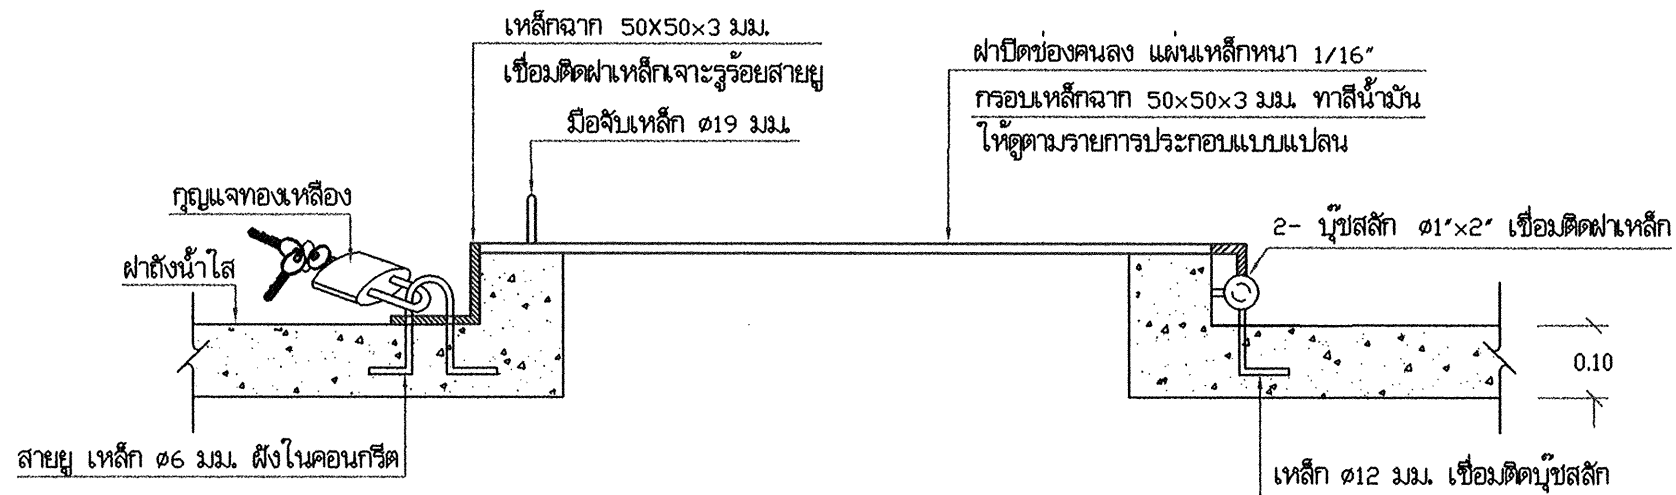 เหล็กฉาก 50X50x3 มม.
เชื่อมติดฝาเหล็กเจาะรูร้อยสายยู
มือจับเหล็ก ø19 มม.
ฝาปิดช่องคนลง แผ่นเหล็กหนา 1/16"
กรอบเหล็กฉาก 50x50x3 มม. ทาสีน้ำมัน
ให้ดูตามรายการประกอบแบบแปลน
กุญแจทองเหลือง
2- บุ๊ชสลัก ø1"x2" เชื่อมติดฝาเหล็ก
ฝาถังน้ำใส
0.10
สายยู เหล็ก ø6 มม. ฝังในคอนกรีต
เหล็ก ø12 มม. เชื่อมติดบุ๊ชสลัก